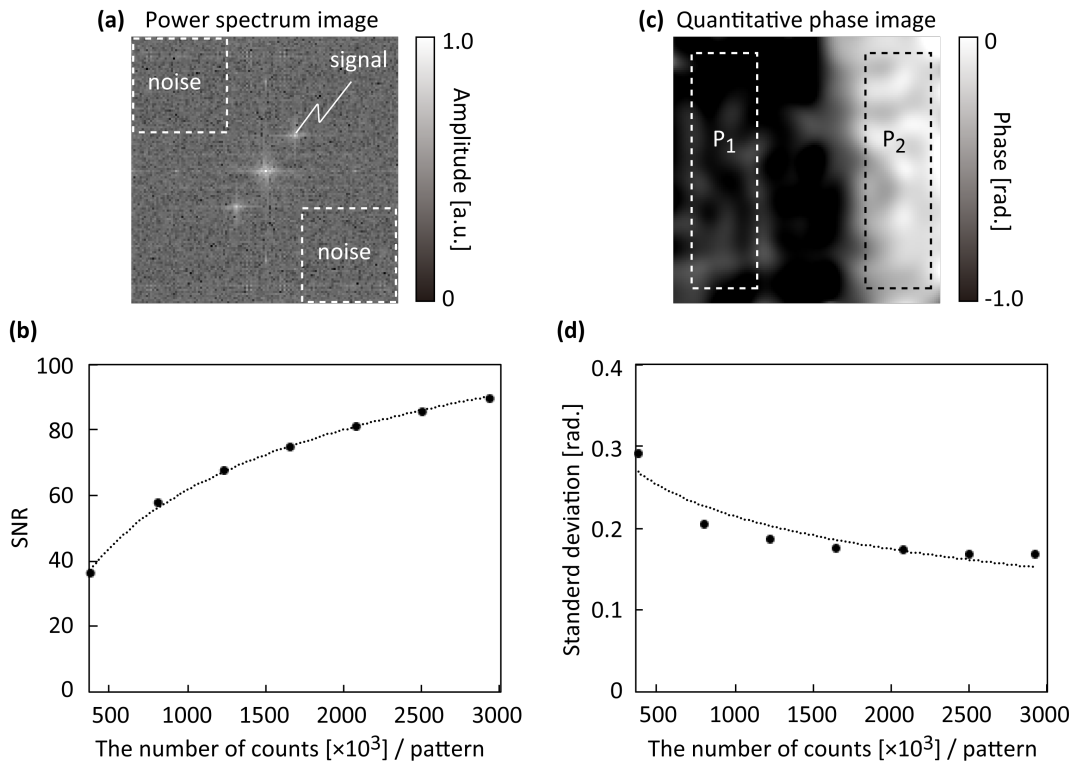 (a) Power spectrum image
noise
signal
noise
1.0
Amplitude [a.u.]
0
(c) Quantitative phase image
P1
P2
0
Phase [rad.]
-1.0
(b)
100
80
60
40
20
0
SNR
500 1000 1500 2000 2500 3000
The number of counts [×10³] / pattern
(d)
0.4
0.3
0.2
0.1
0
Standerd deviation [rad.]
500 1000 1500 2000 2500 3000
The number of counts [×10³] / pattern